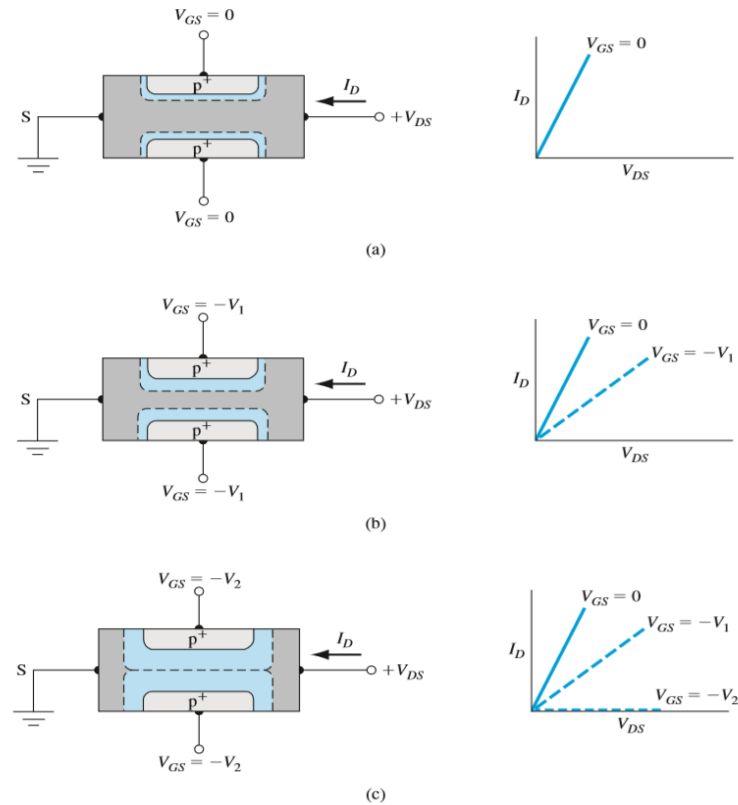 V_GS = 0
V_GS = 0
p⁺
I_D
I_D
S
+V_DS
p⁺
V_DS
V_GS = 0
(a)
V_GS = −V_1
V_GS = 0
p⁺
V_GS = −V_1
I_D
I_D
S
+V_DS
p⁺
V_DS
V_GS = −V_1
(b)
V_GS = −V_2
V_GS = 0
V_GS = −V_1
p⁺
I_D
I_D
S
+V_DS
V_GS = −V_2
p⁺
V_DS
V_GS = −V_2
(c)